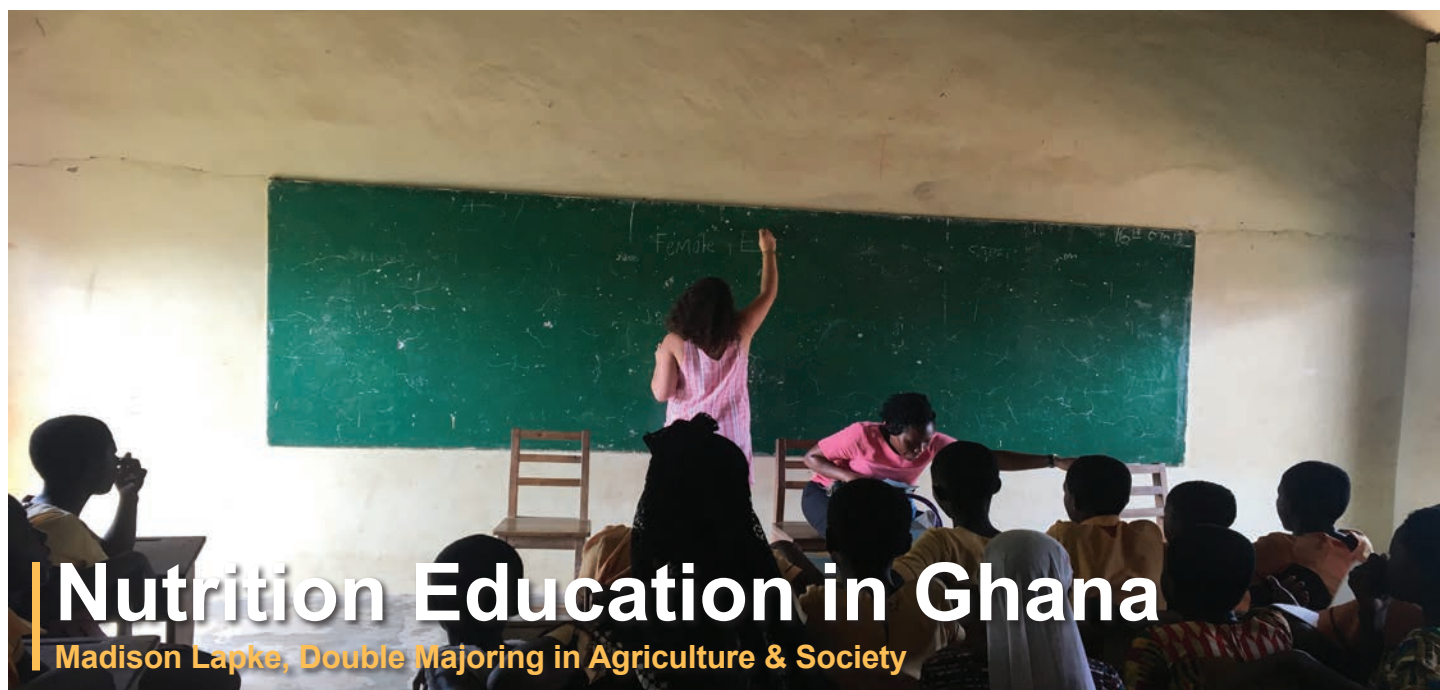 Female, E
Nutrition Education in Ghana
Madison Lapke, Double Majoring in Agriculture & Society